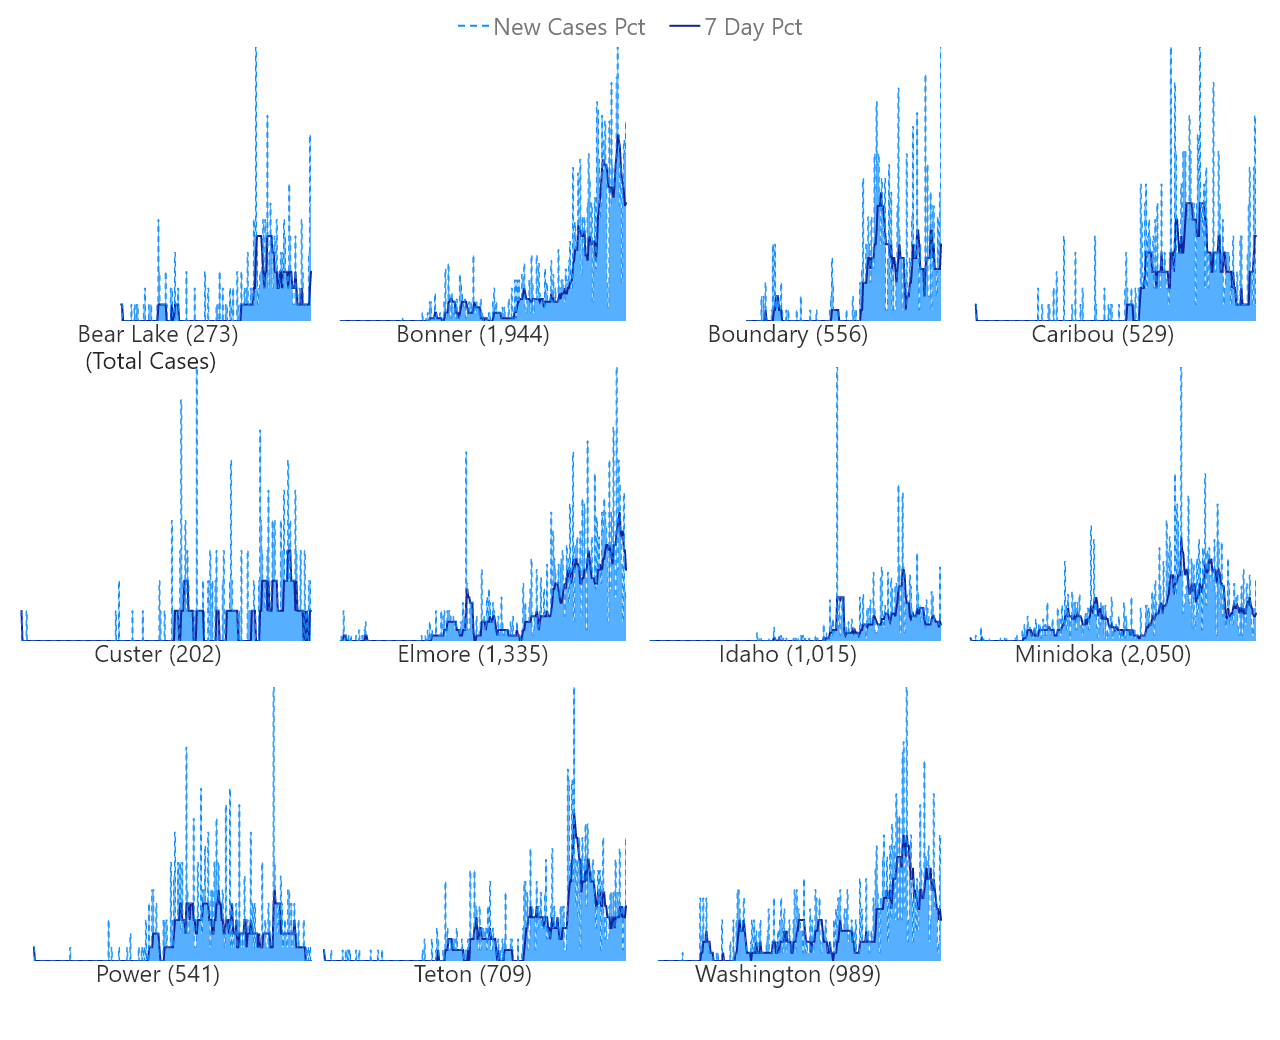 New Cases Pct 7 Day Pct
Bear Lake (273) Bonner (1,944) Boundary (556) Caribou (529)
(Total Cases)
Custer (202) Elmore (1,335) Idaho (1,015) Minidoka (2,050)
Power (541) Teton (709) Washington (989)